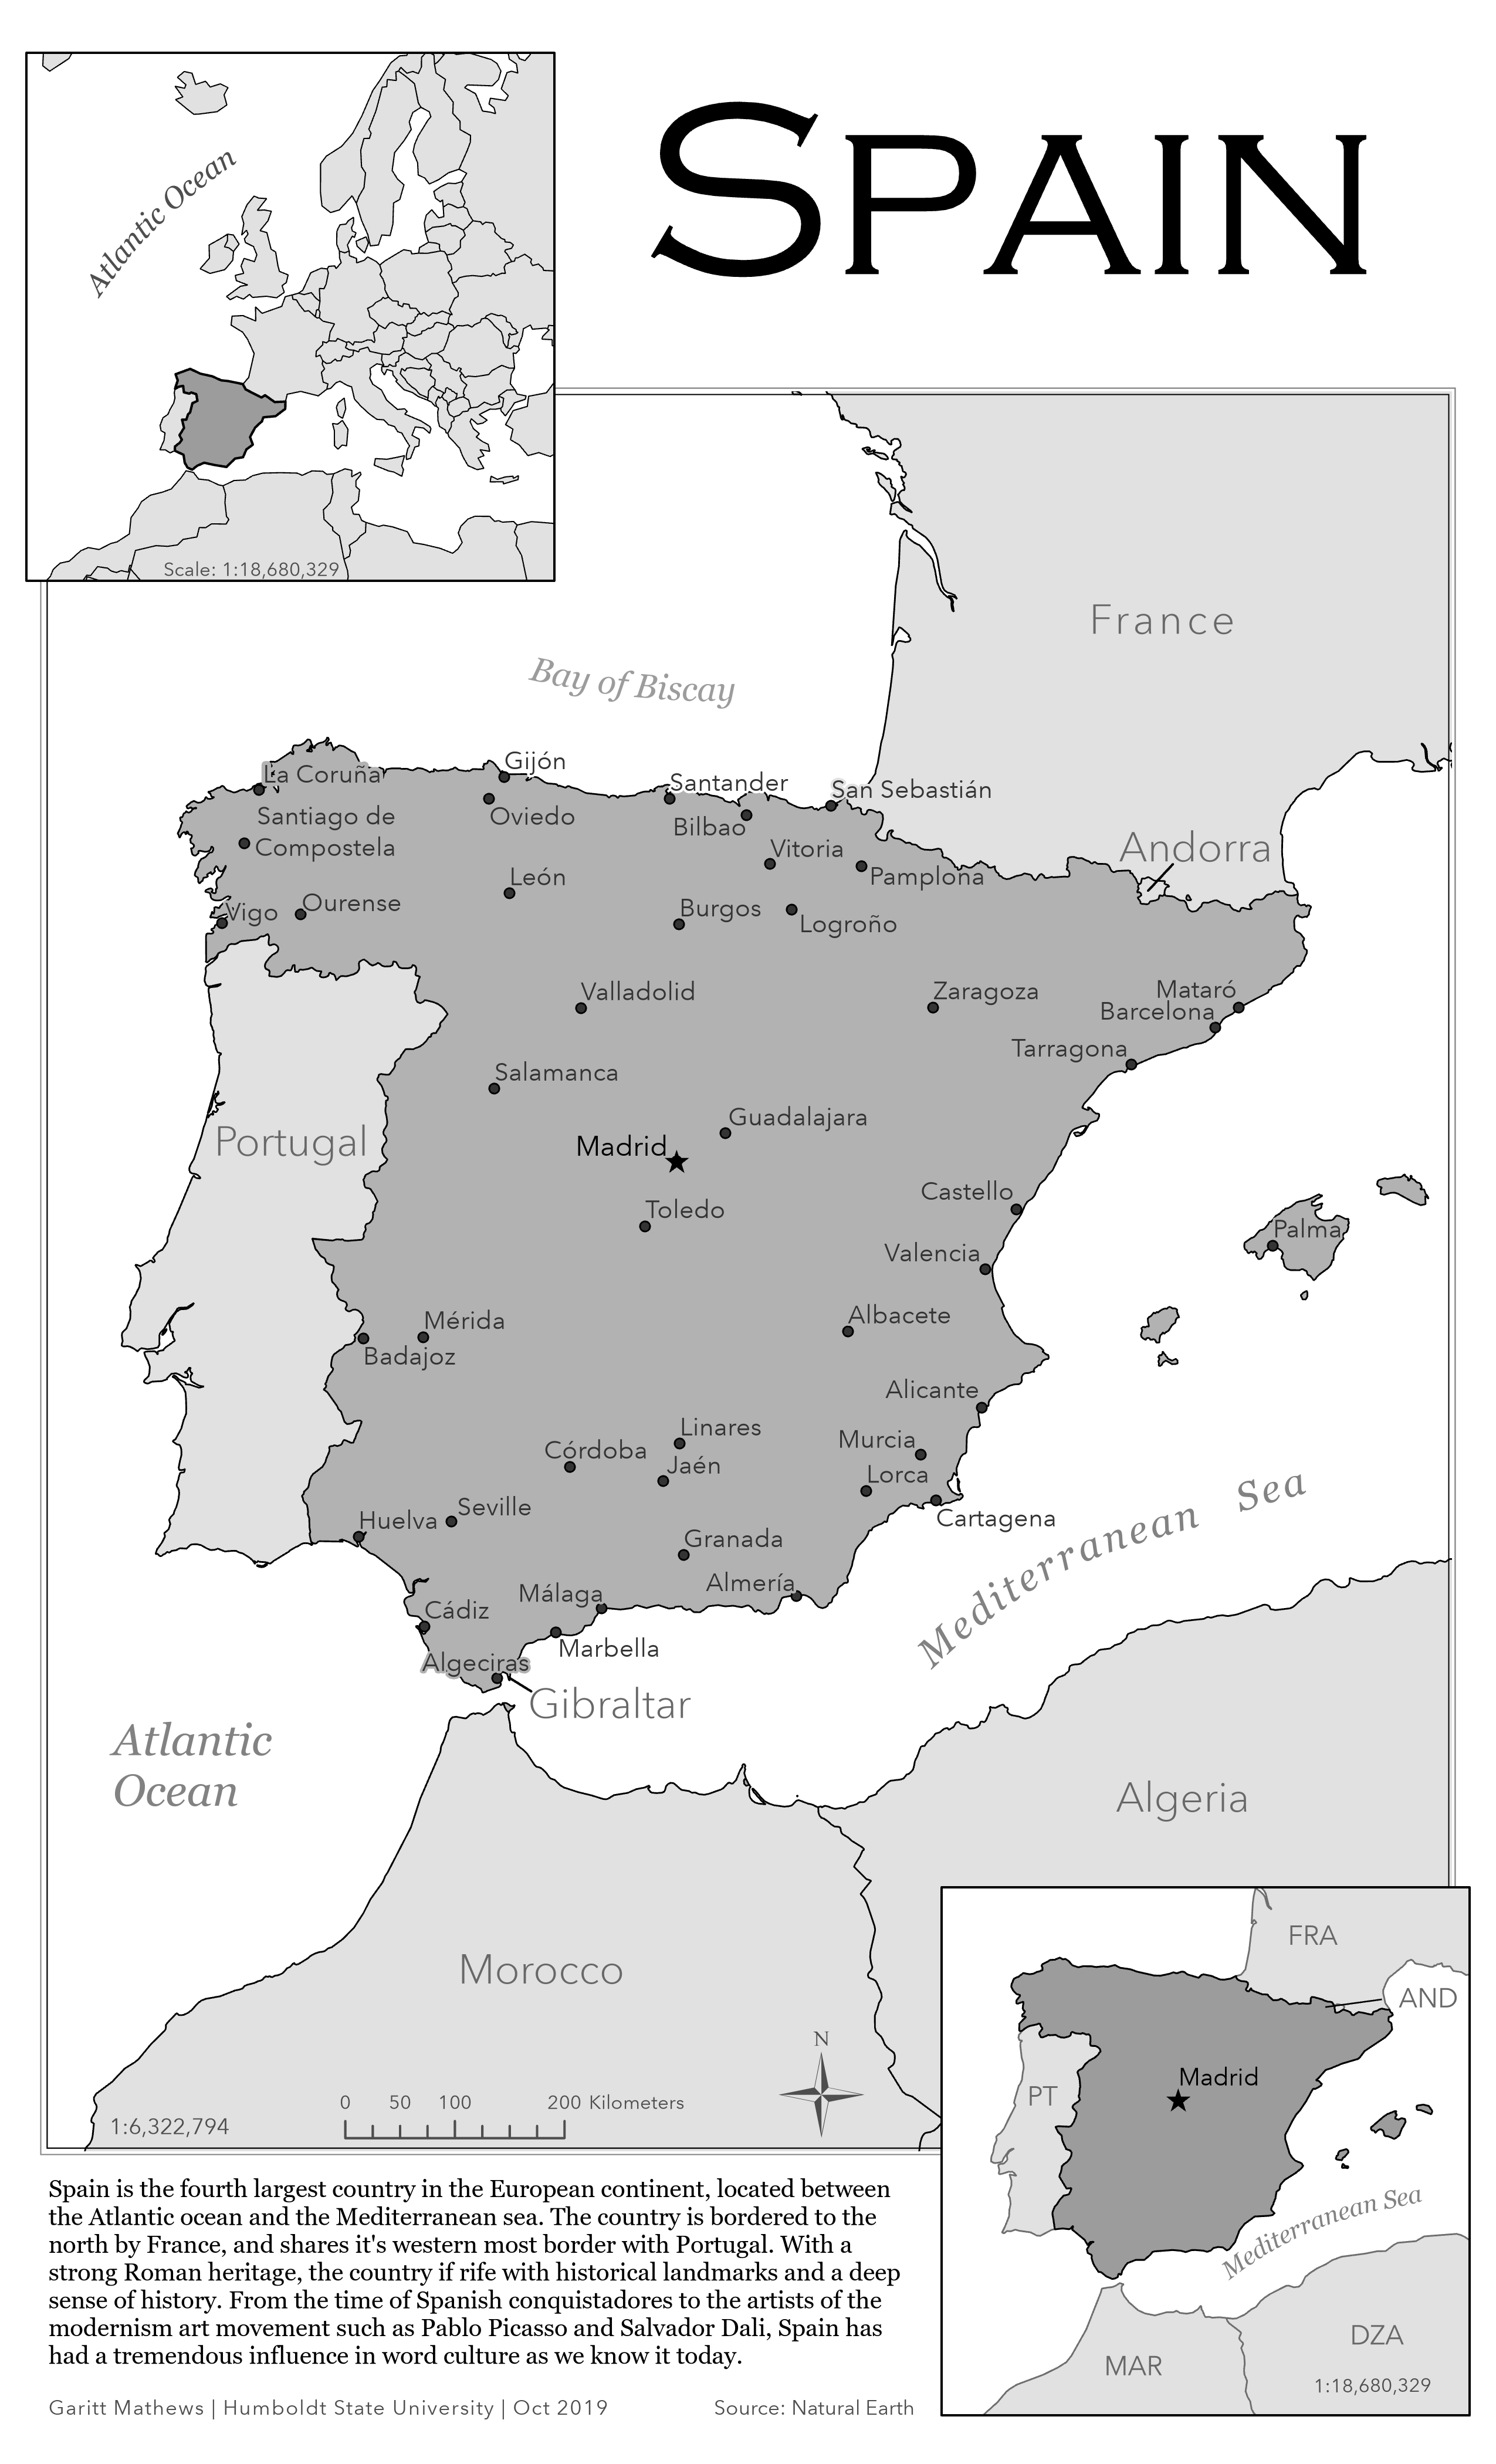 SPAIN
Atlantic Ocean
Scale: 1:18,680,329
France
Bay of Biscay
Gijón
La Coruña
Santander
San Sebastián
Santiago de
Compostela
Oviedo
Bilbao
Vitoria
Andorra
León
Pamplona
Vigo
Ourense
Burgos
Logroño
Valladolid
Zaragoza
Mataró
Barcelona
Tarragona
Salamanca
Guadalajara
Portugal
Madrid
Castello
Toledo
Palma
Valencia
Mérida
Albacete
Badajoz
Alicante
Linares
Córdoba
Murcia
Jaén
Lorca
Huelva
Seville
Cartagena
Mediterranean Sea
Granada
Almería
Málaga
Cádiz
Marbella
Algeciras
Gibraltar
Atlantic
Ocean
Algeria
Morocco
N
0 50 100 200 Kilometers
1:6,322,794
FRA
AND
Madrid
PT
Mediterranean Sea
DZA
MAR
1:18,680,329
Spain is the fourth largest country in the European continent, located between
the Atlantic ocean and the Mediterranean sea. The country is bordered to the
north by France, and shares it's western most border with Portugal. With a
strong Roman heritage, the country if rife with historical landmarks and a deep
sense of history. From the time of Spanish conquistadores to the artists of the
modernism art movement such as Pablo Picasso and Salvador Dali, Spain has
had a tremendous influence in word culture as we know it today.
Garitt Mathews | Humboldt State University | Oct 2019
Source: Natural Earth